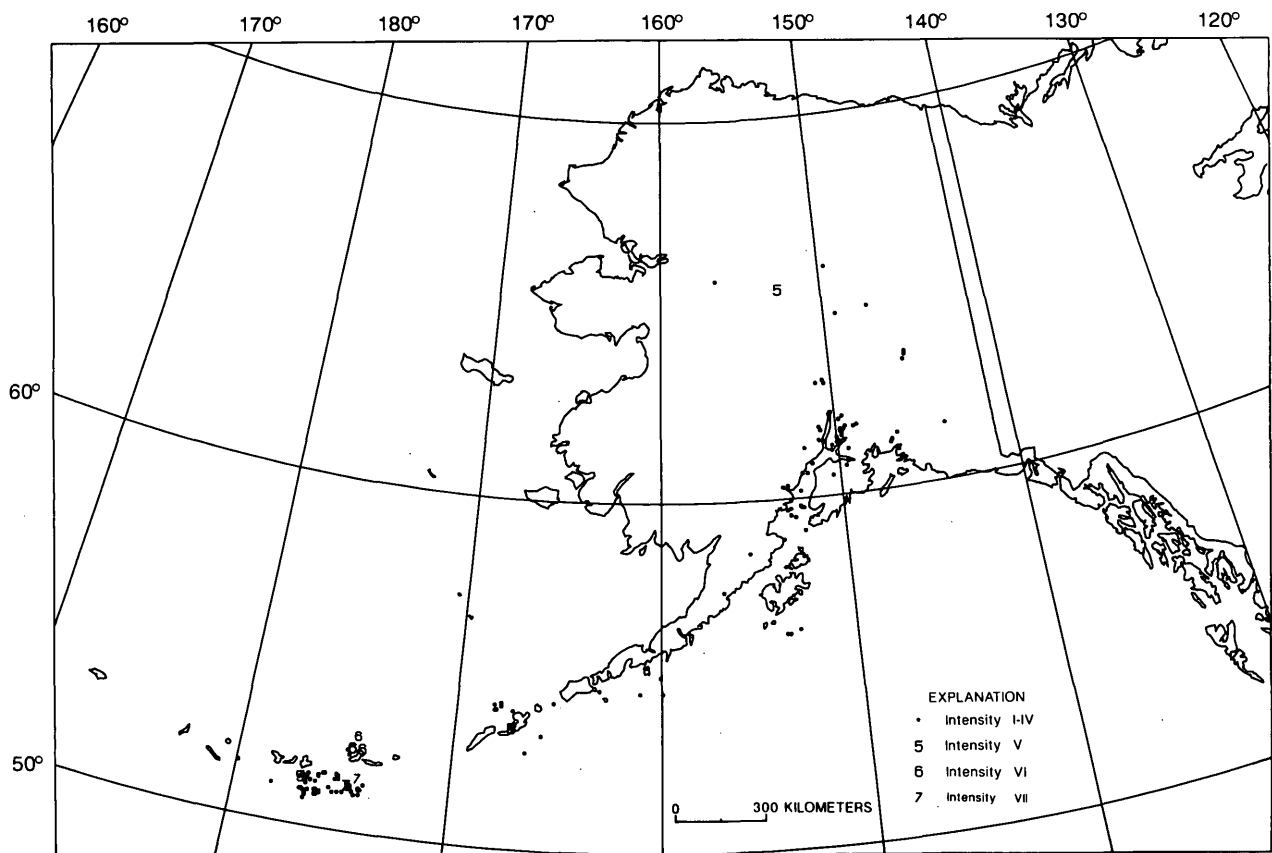 160° 170° 180° 170° 160° 150° 140° 130° 120°
5
60°
6
EXPLANATION
• Intensity I-IV
5 Intensity V
6 Intensity VI
7 Intensity VII
50°
6
7
0 300 KILOMETERS